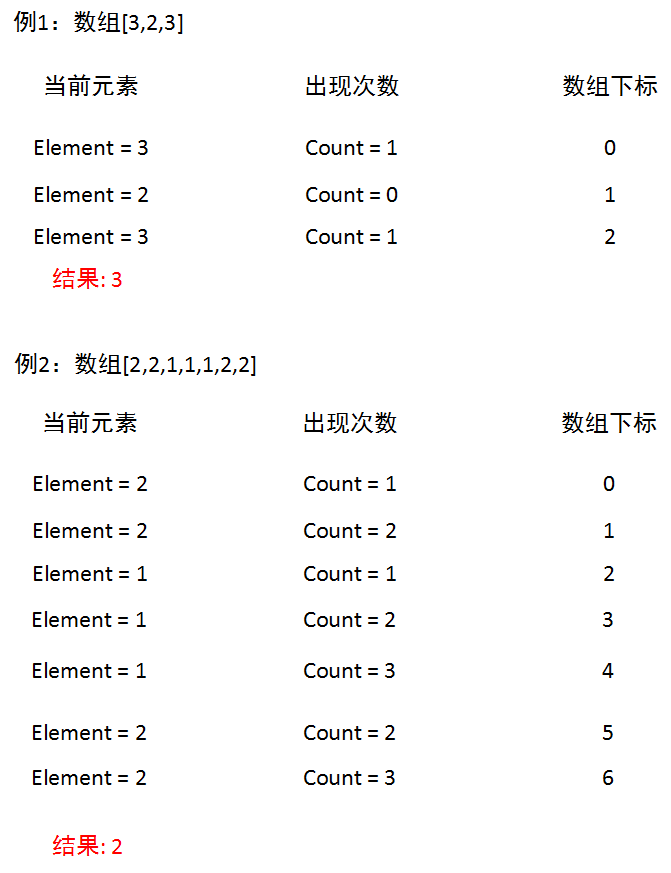 例1：数组[3,2,3]
当前元素 出现次数 数组下标
Element = 3 Count = 1 0
Element = 2 Count = 0 1
Element = 3 Count = 1 2
结果: 3
例2：数组[2,2,1,1,1,2,2]
当前元素 出现次数 数组下标
Element = 2 Count = 1 0
Element = 2 Count = 2 1
Element = 1 Count = 1 2
Element = 1 Count = 2 3
Element = 1 Count = 3 4
Element = 2 Count = 2 5
Element = 2 Count = 3 6
结果: 2